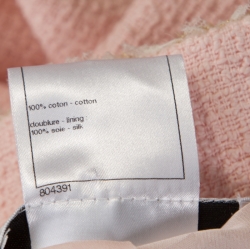 100% coton - cotton
doublure - lining
100% soie - silk
804391